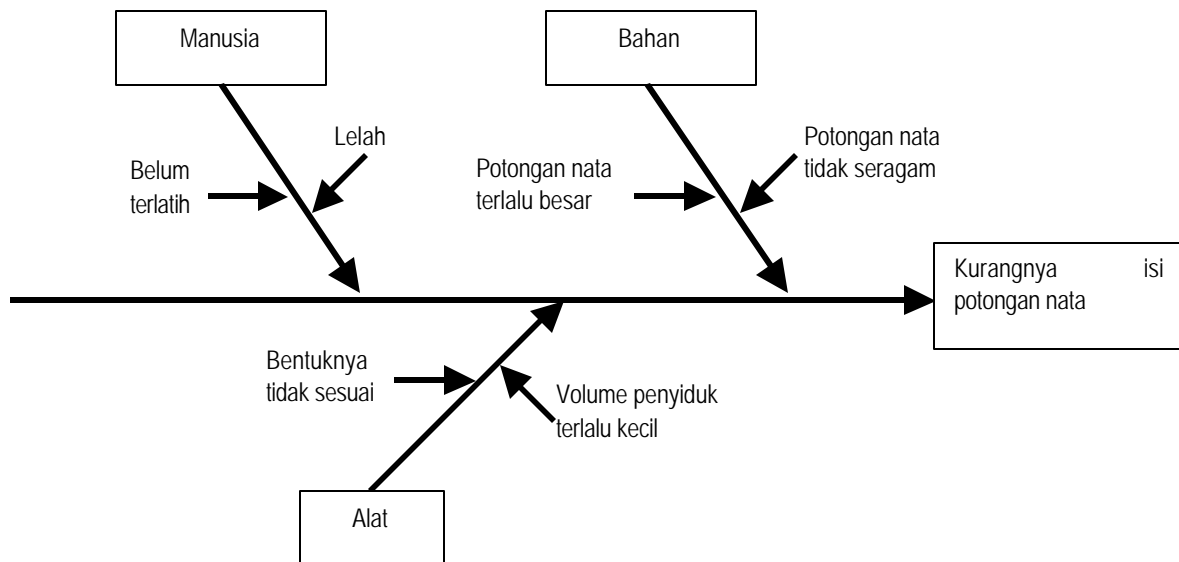 Manusia
Bahan
Lelah
Belum
terlatih
Potongan nata
terlalu besar
Potongan nata
tidak seragam
Kurangnya isi
potongan nata
Bentuknya
tidak sesuai
Volume penyiduk
terlalu kecil
Alat